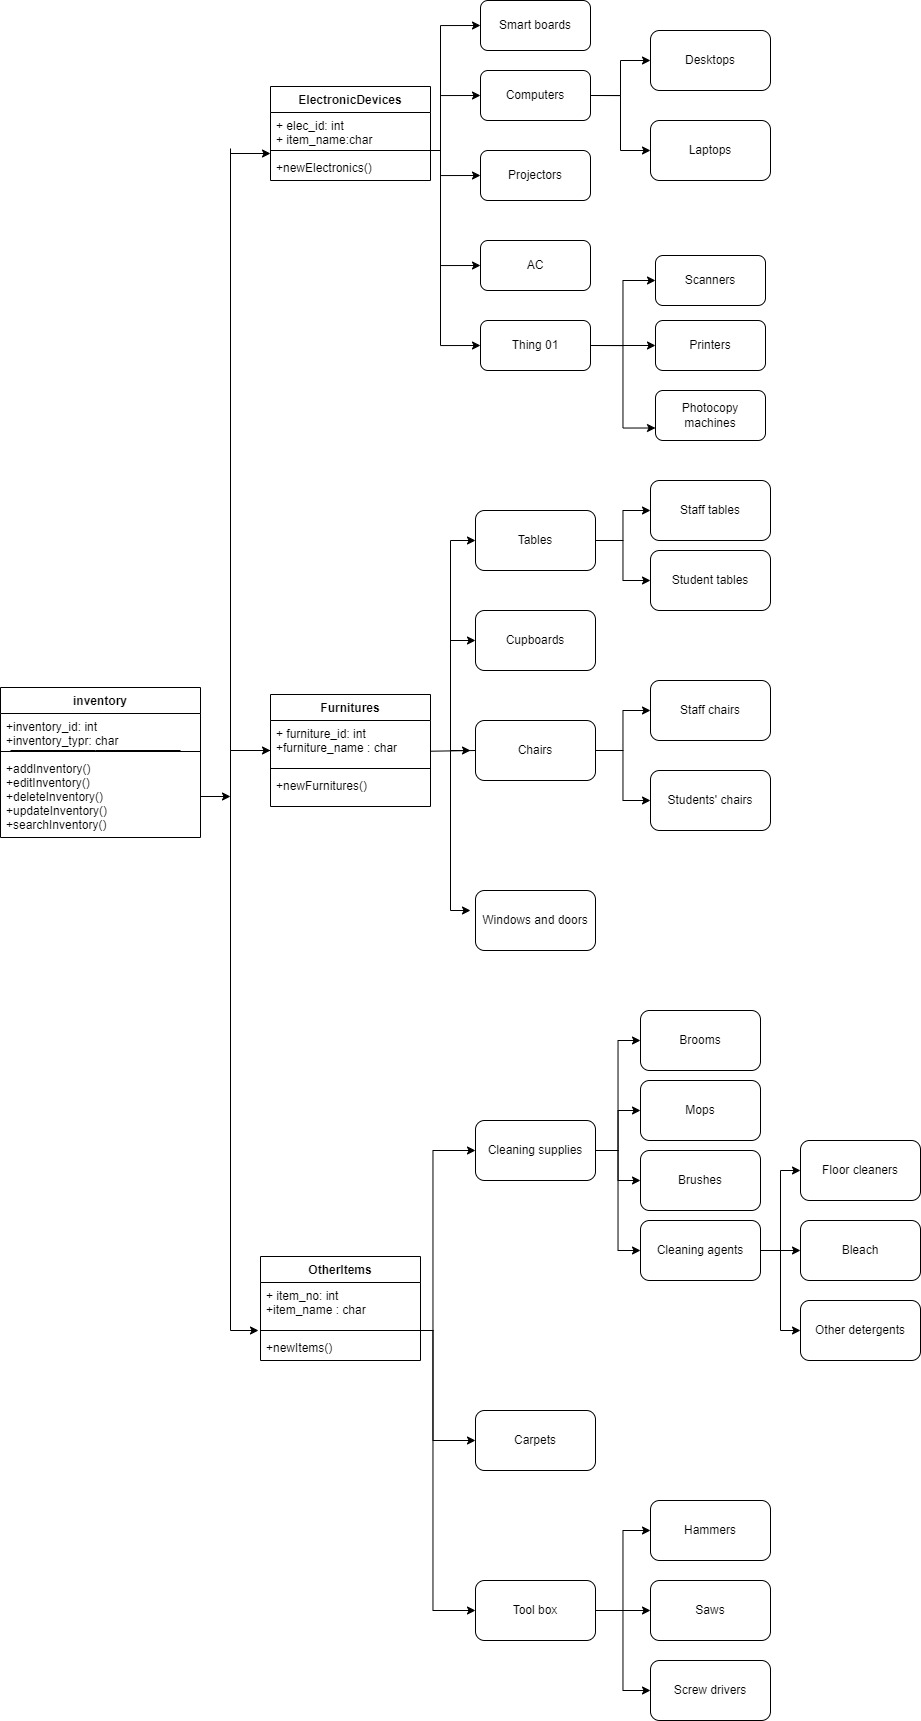 Smart boards
ElectronicDevices
+ elec_id: int
+ item_name:char
+newElectronics()
Computers
Desktops
Laptops
Projectors
AC
Thing 01
Scanners
Printers
Photocopy
machines
inventory
+inventory_id: int
+inventory_typr: char
+addInventory()
+editInventory()
+deleteInventory()
+updateInventory()
+searchInventory()
Furnitures
+ furniture_id: int
+furniture_name : char
+newFurnitures()
Tables
Staff tables
Student tables
Cupboards
Chairs
Staff chairs
Students' chairs
Windows and doors
OtherItems
+ item_no: int
+item_name : char
+newItems()
Cleaning supplies
Brooms
Mops
Brushes
Cleaning agents
Floor cleaners
Bleach
Other detergents
Carpets
Tool box
Hammers
Saws
Screw drivers